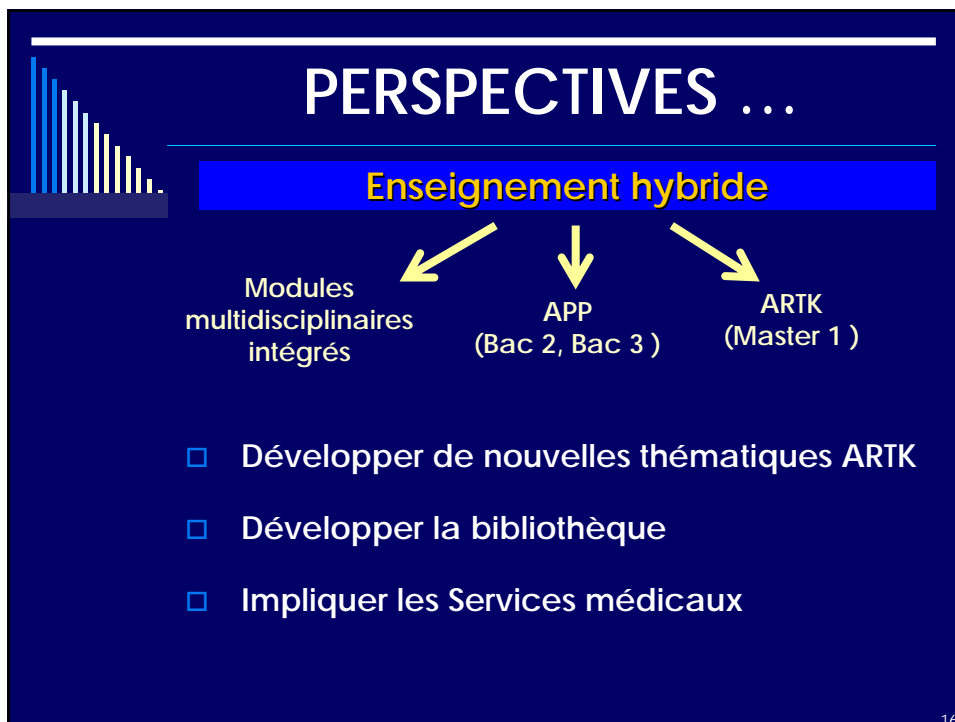 PERSPECTIVES …
Enseignement hybride
Modules
multidisciplinaires
intégrés
APP
(Bac 2, Bac 3 )
ARTK
(Master 1 )
Développer de nouvelles thématiques ARTK
Développer la bibliothèque
Impliquer les Services médicaux
16